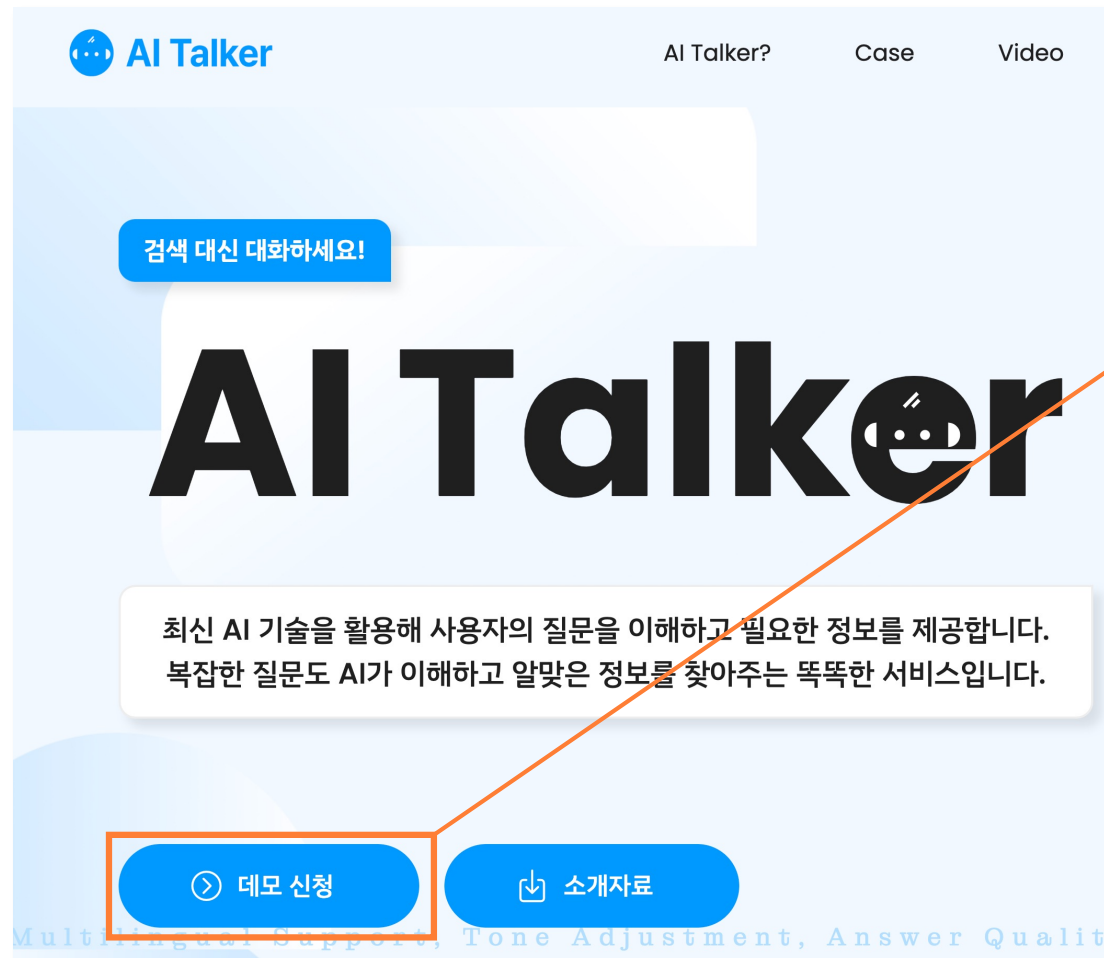 AI Talker
AI Talker? Case Video
검색 대신 대화하세요!
AI Talker
최신 AI 기술을 활용해 사용자의 질문을 이해하고 필요한 정보를 제공합니다.
복잡한 질문도 AI가 이해하고 알맞은 정보를 찾아주는 똑똑한 서비스입니다.
데모 신청 소개자료
Multilingual Support, Tone Adjustment, Answer Qualit